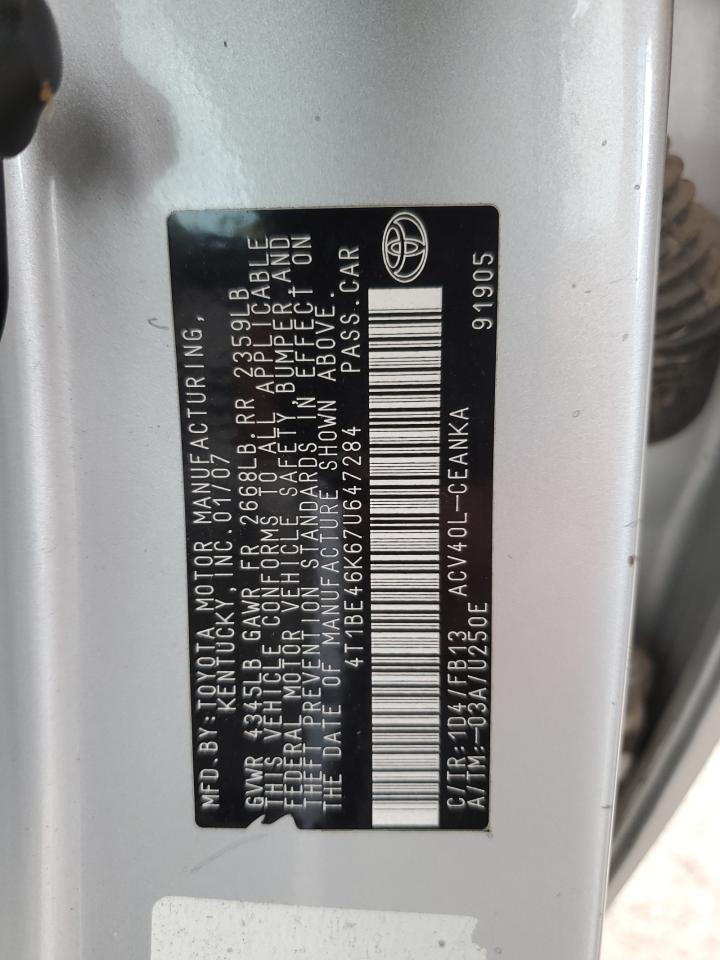 MFD. BY: TOYOTA MOTOR MANUFACTURING,
KENTUCKY, INC. 01/07
GVWR 4345LB GAWR FR 2668LB. RR 2359LB
THIS VEHICLE CONFORMS TO ALL APPLICABLE
FEDERAL MOTOR VEHICLE SAFETY, BUMPER AND
THEFT PREVENTION STANDARDS IN EFFECT ON
THE DATE OF MANUFACTURE SHOWN ABOVE.
4T1BE46K67U647284 PASS. CAR
C/TR: 1D4/FB13 ACV40L-CEANKA 91905
A/TM: -03A/U250E